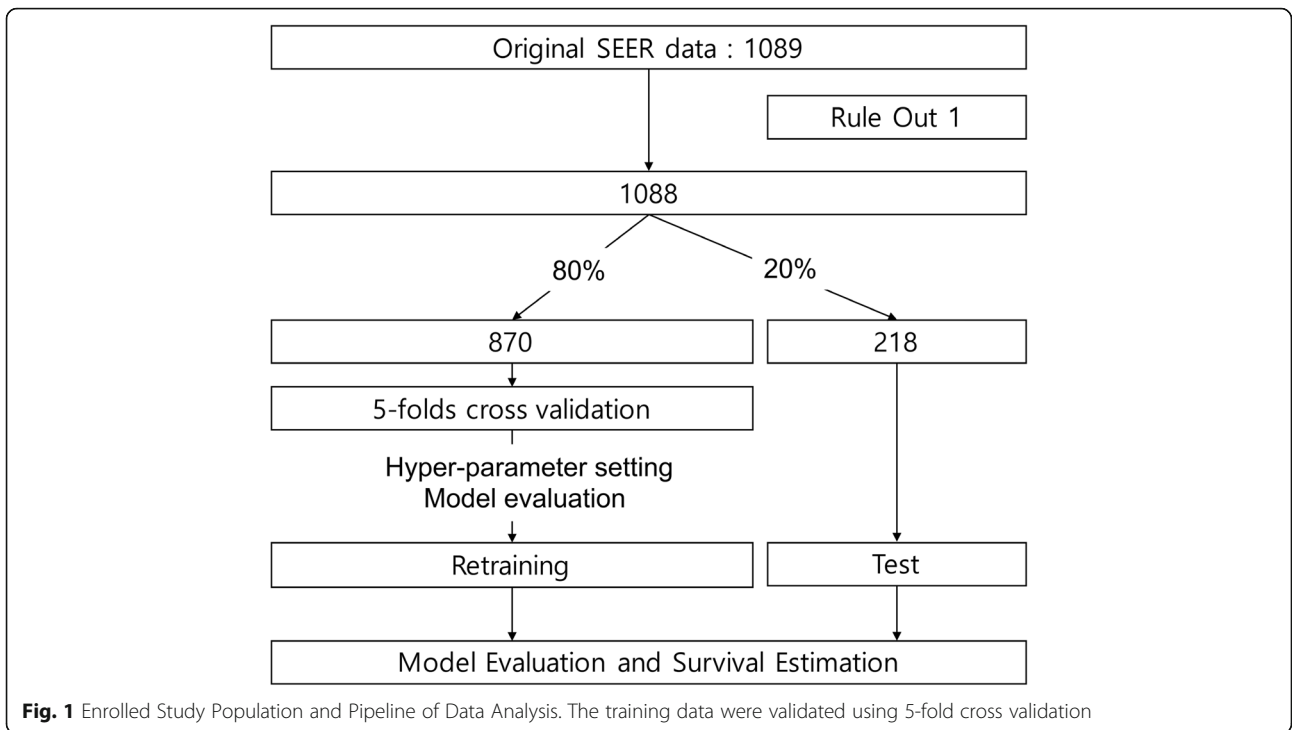 Original SEER data : 1089
Rule Out 1
1088
80%
20%
870
218
5-folds cross validation
Hyper-parameter setting
Model evaluation
Retraining
Test
Model Evaluation and Survival Estimation
Fig. 1 Enrolled Study Population and Pipeline of Data Analysis. The training data were validated using 5-fold cross validation